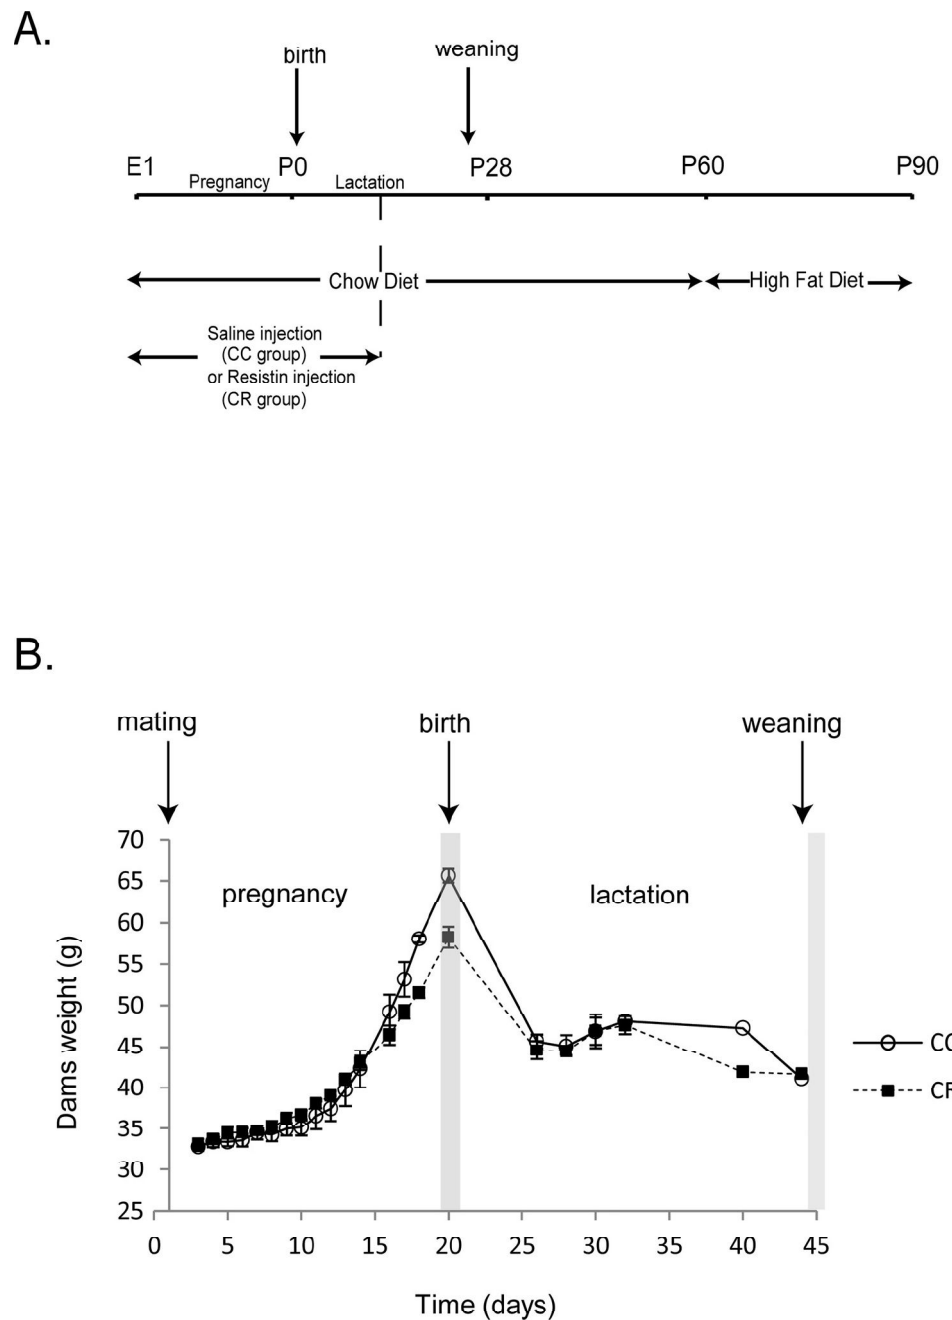 A.
birth
weaning
E1 P0 P28 P60 P90
Pregnancy Lactation
Chow Diet High Fat Diet
Saline injection
(CC group)
or Resistin injection
(CR group)
B.
mating birth weaning
70
65
60
55
50
45
40
35
30
25
pregnancy lactation
Dams weight (g)
0 5 10 15 20 25 30 35 40 45
Time (days)